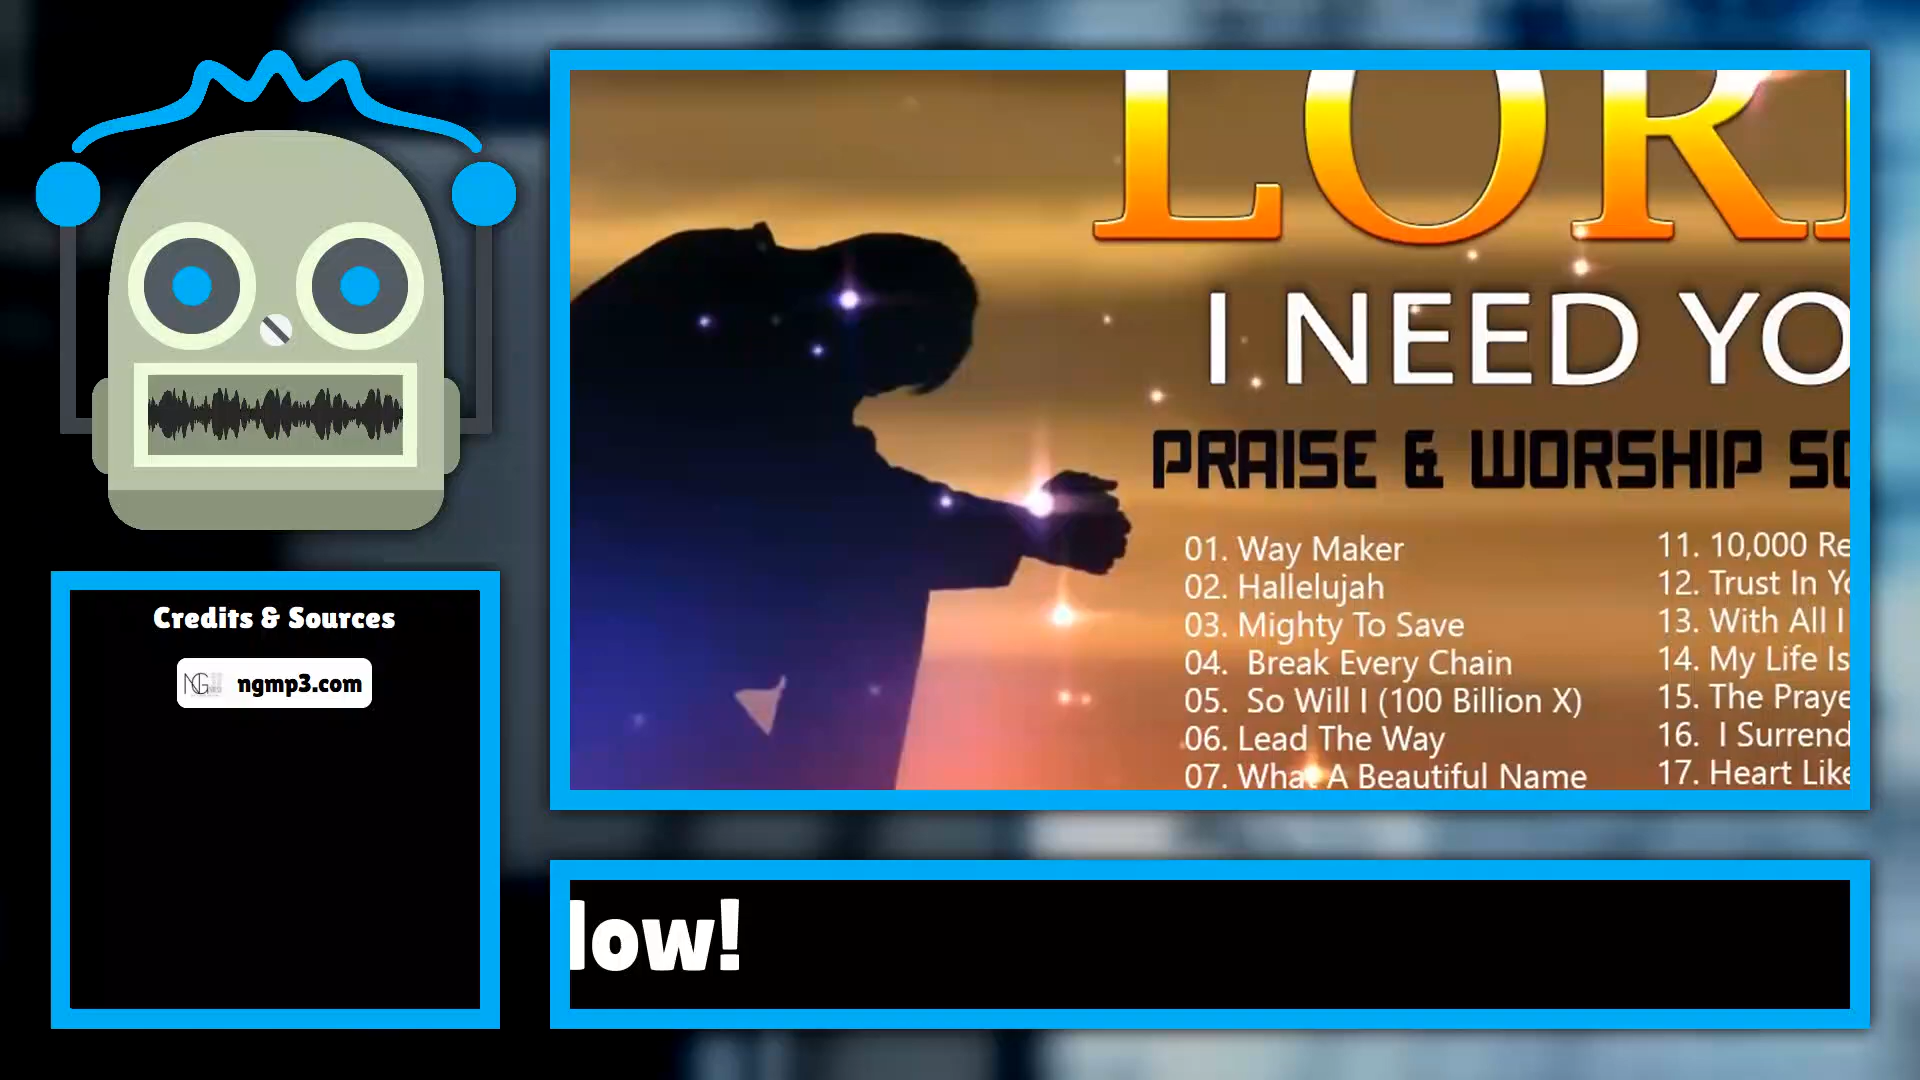 Credits & Sources
NG
ngmp3.com
LOR
I NEED YO
PRAISE & WORSHIP SO
01. Way Maker
02. Hallelujah
03. Mighty To Save
04. Break Every Chain
05. So Will I (100 Billion X)
06. Lead The Way
07. What A Beautiful Name
11. 10,000 Re
12. Trust In Yo
13. With All I
14. My Life Is
15. The Praye
16. I Surrend
17. Heart Like
low!